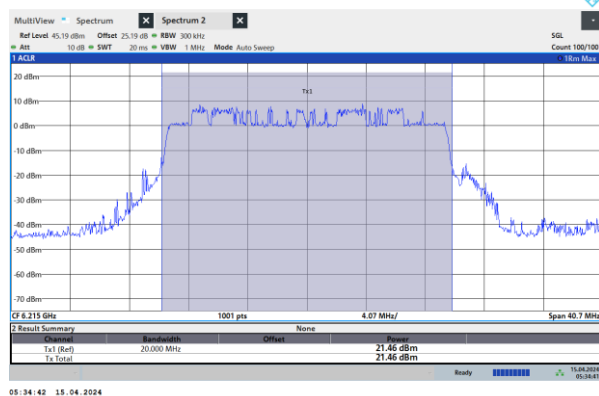 MultiView Spectrum X Spectrum 2 X
Ref Level 45.19 dBm Offset 25.19 dB RBW 300 kHz SGL
Att 10 dB SWT 20 ms VBW 1 MHz Mode Auto Sweep Count 100/100
1 ACLR 1Rm Max
Tx1
20 dBm
10 dBm
0 dBm
-10 dBm
-20 dBm
-30 dBm
-40 dBm
-50 dBm
-60 dBm
-70 dBm
CF 6.215 GHz 1001 pts 4.07 MHz/ Span 40.7 MHz
2 Result Summary None
Channel Bandwidth Offset Power
Tx1 (Ref) 20.000 MHz 21.46 dBm
Tx Total 21.46 dBm
Ready 15.04.2024
05:34:41
05:34:42 15.04.2024